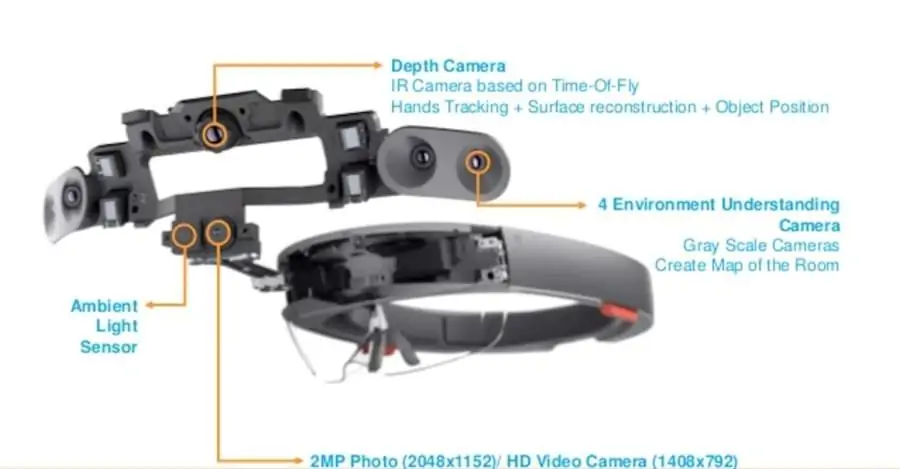 Depth Camera
IR Camera based on Time-Of-Fly
Hands Tracking + Surface reconstruction + Object Position
4 Environment Understanding
Camera
Gray Scale Cameras
Create Map of the Room
Ambient
Light
Sensor
2MP Photo (2048x1152)/ HD Video Camera (1408x792)